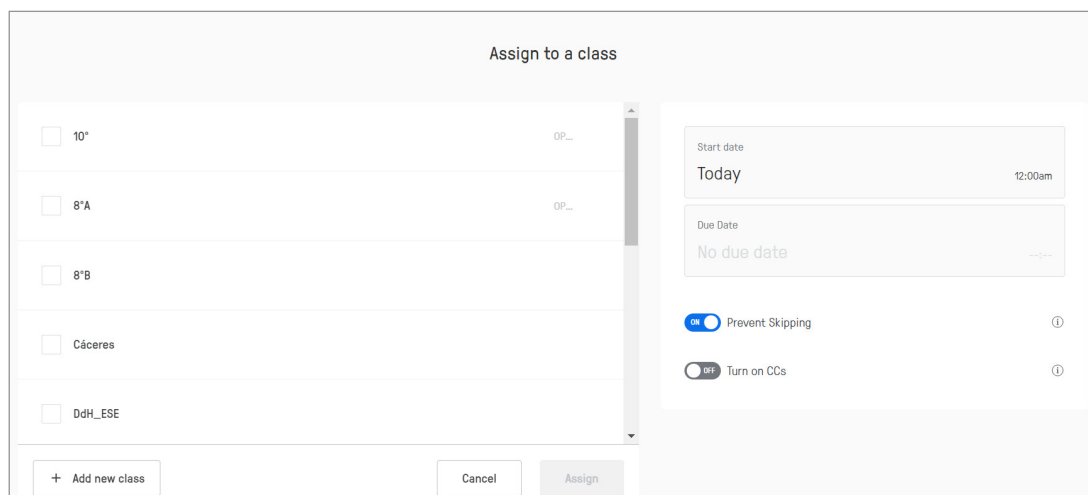 Assign to a class
10°
OP...
8°A
OP...
8°B
Cáceres
DdH_ESE
+ Add new class
Cancel
Assign
Start date
Today
12:00am
Due Date
No due date
--:--
ON
Prevent Skipping
OFF
Turn on CCs